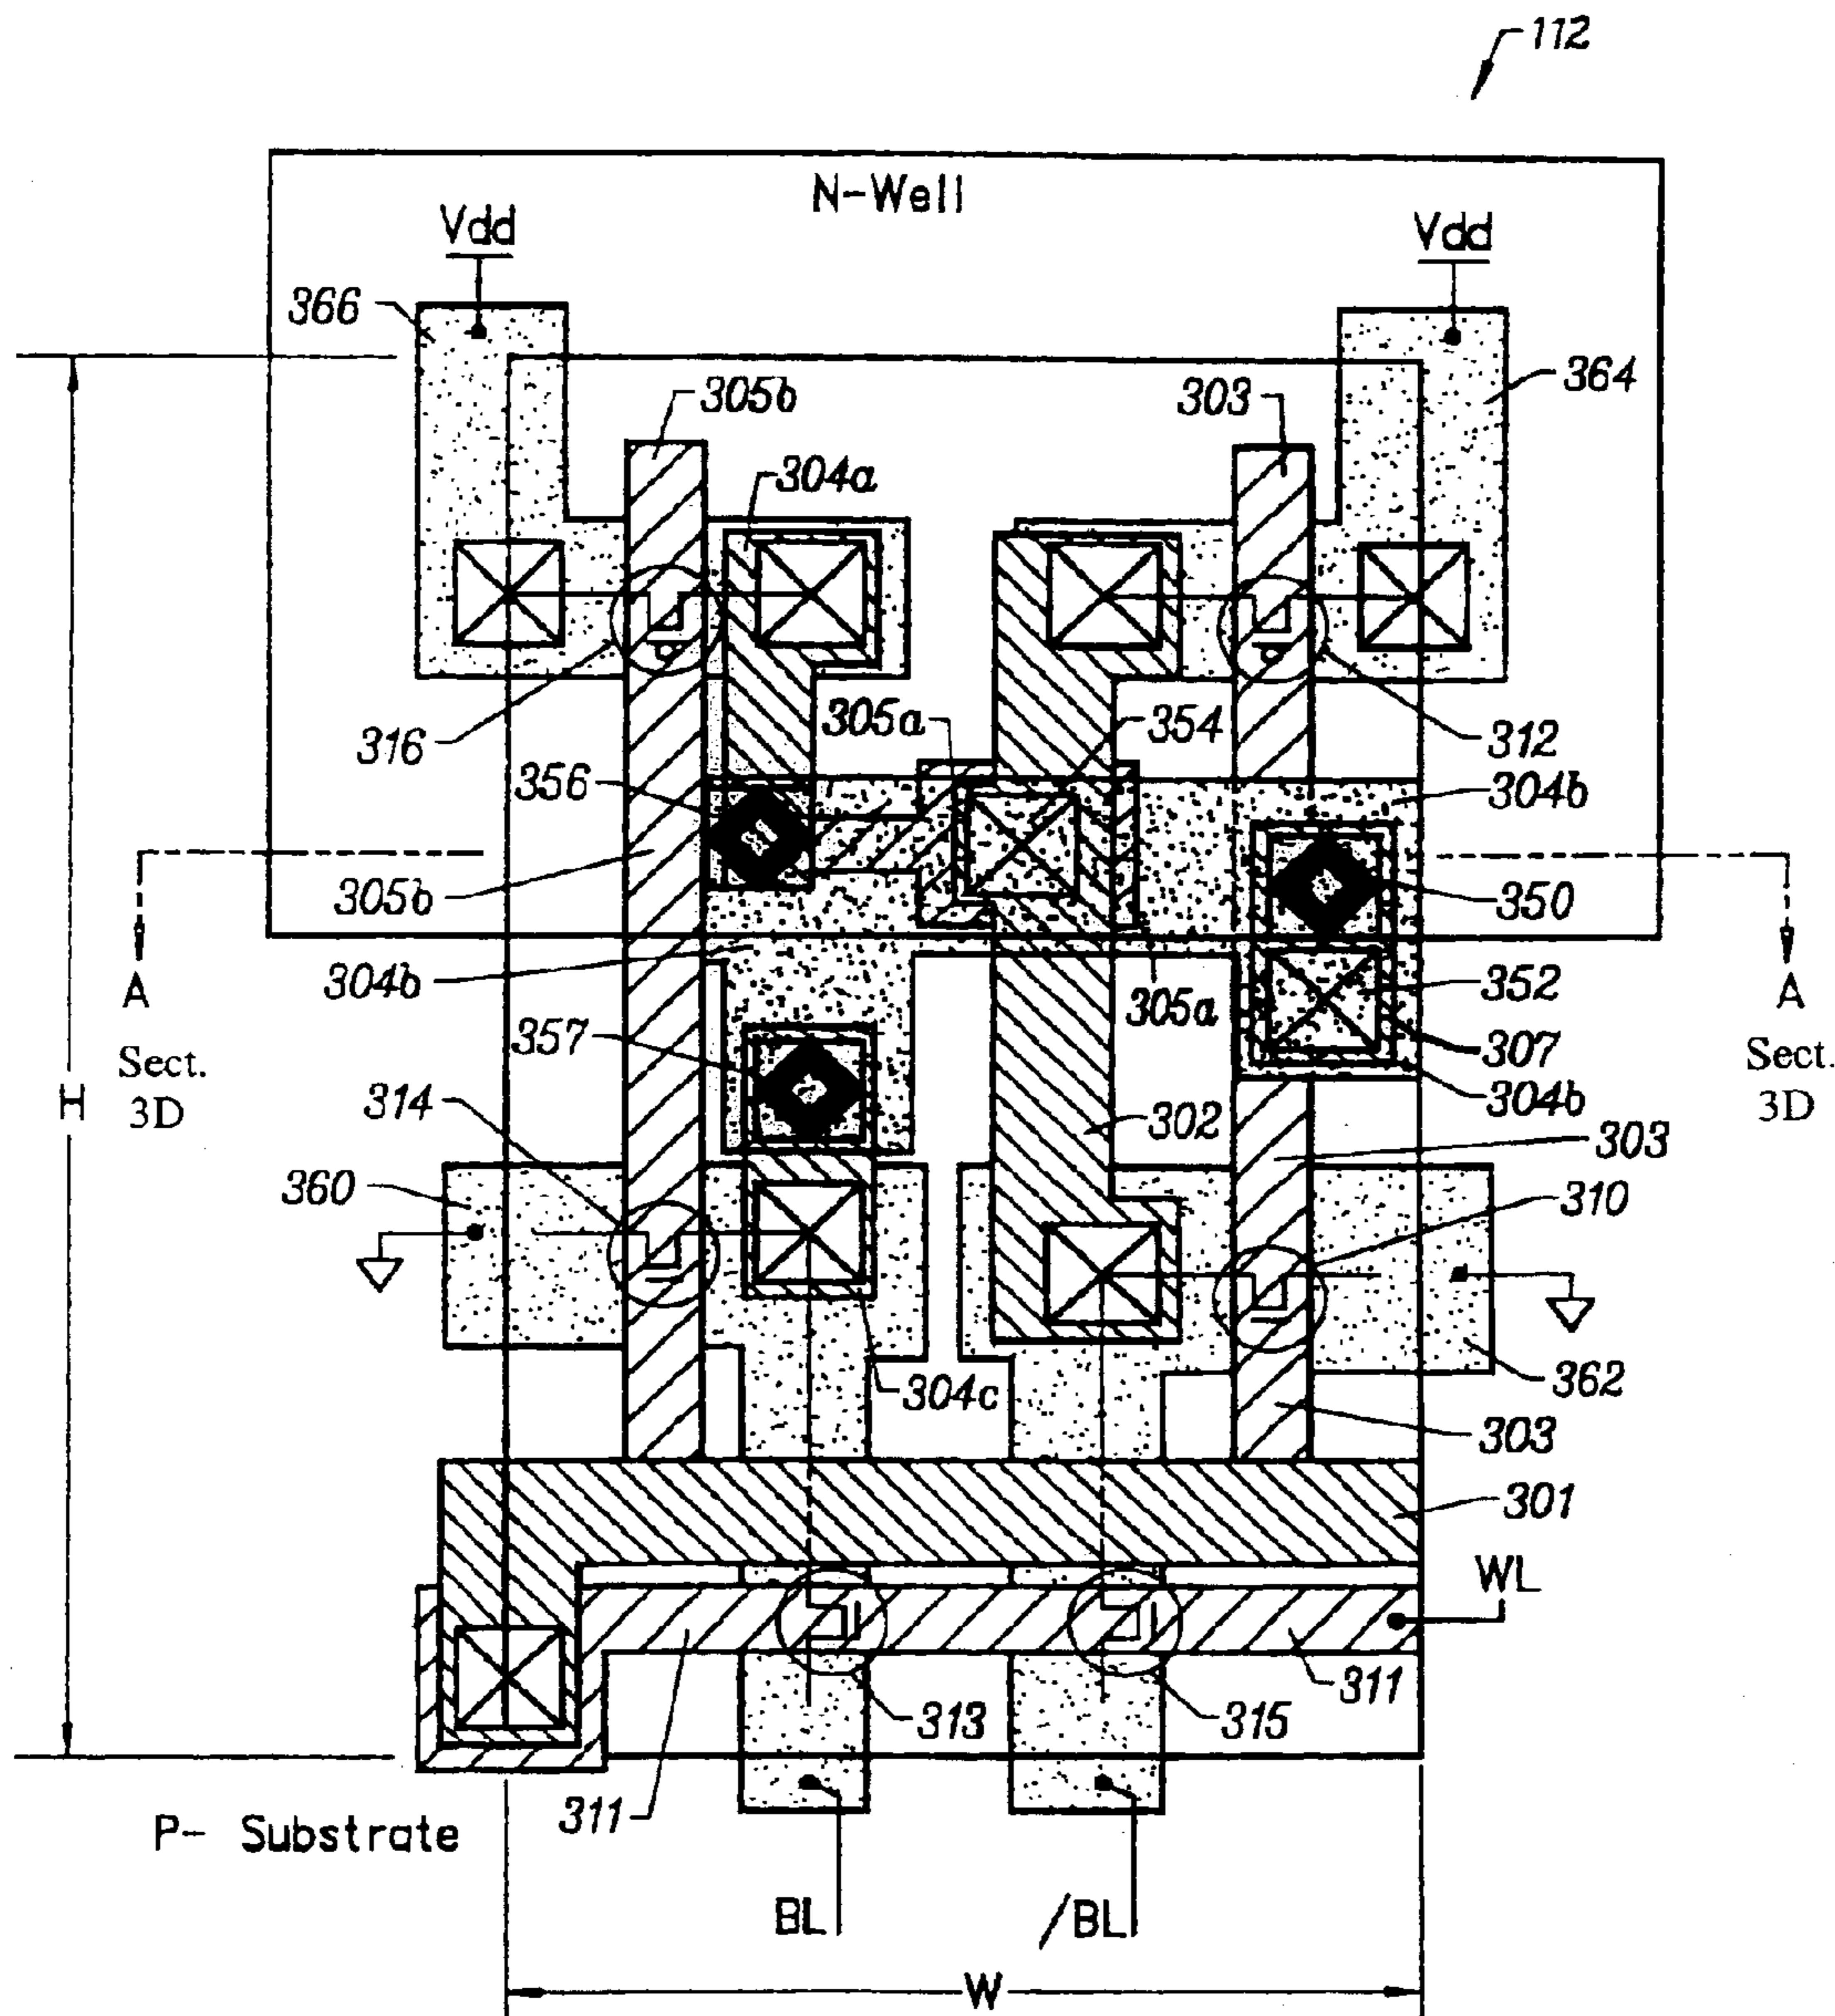 112
N-Well
Vdd
Vdd
366
364
305b
303
304a
305a
354
316
312
356
304b
305b
350
304b
A
305a
352
A
Sect.
3D
357
307
Sect.
3D
H
314
304b
302
303
360
310
304c
362
303
301
WL
313
315
311
311
P- Substrate
BL
/BL
W